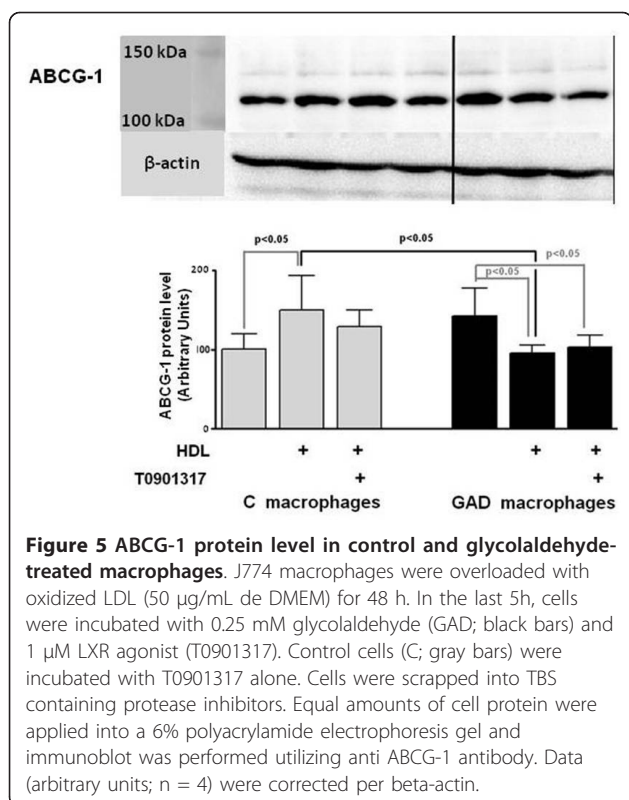 150 kDa
ABCG-1
100 kDa
β-actin
p<0.05
p<0.05
p<0.05
p<0.05
ABCG-1 protein level
(Arbitrary Units)
200
100
0
HDL + + + +
T0901317 + +
C macrophages GAD macrophages
Figure 5 ABCG-1 protein level in control and glycolaldehyde-
treated macrophages. J774 macrophages were overloaded with
oxidized LDL (50 μg/mL de DMEM) for 48 h. In the last 5h, cells
were incubated with 0.25 mM glycolaldehyde (GAD; black bars) and
1 μM LXR agonist (T0901317). Control cells (C; gray bars) were
incubated with T0901317 alone. Cells were scrapped into TBS
containing protease inhibitors. Equal amounts of cell protein were
applied into a 6% polyacrylamide electrophoresis gel and
immunoblot was performed utilizing anti ABCG-1 antibody. Data
(arbitrary units; n = 4) were corrected per beta-actin.